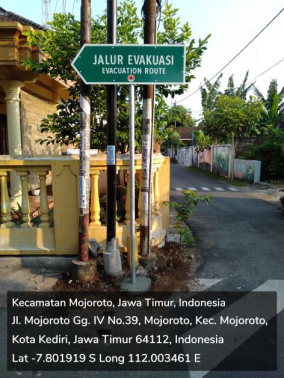 JALUR EVAKUASI
EVACUATION ROUTE
Kecamatan Mojoroto, Jawa Timur, Indonesia
Jl. Mojoroto Gg. IV No.39, Mojoroto, Kec. Mojoroto,
Kota Kediri, Jawa Timur 64112, Indonesia
Lat -7.801919 S Long 112.003461 E